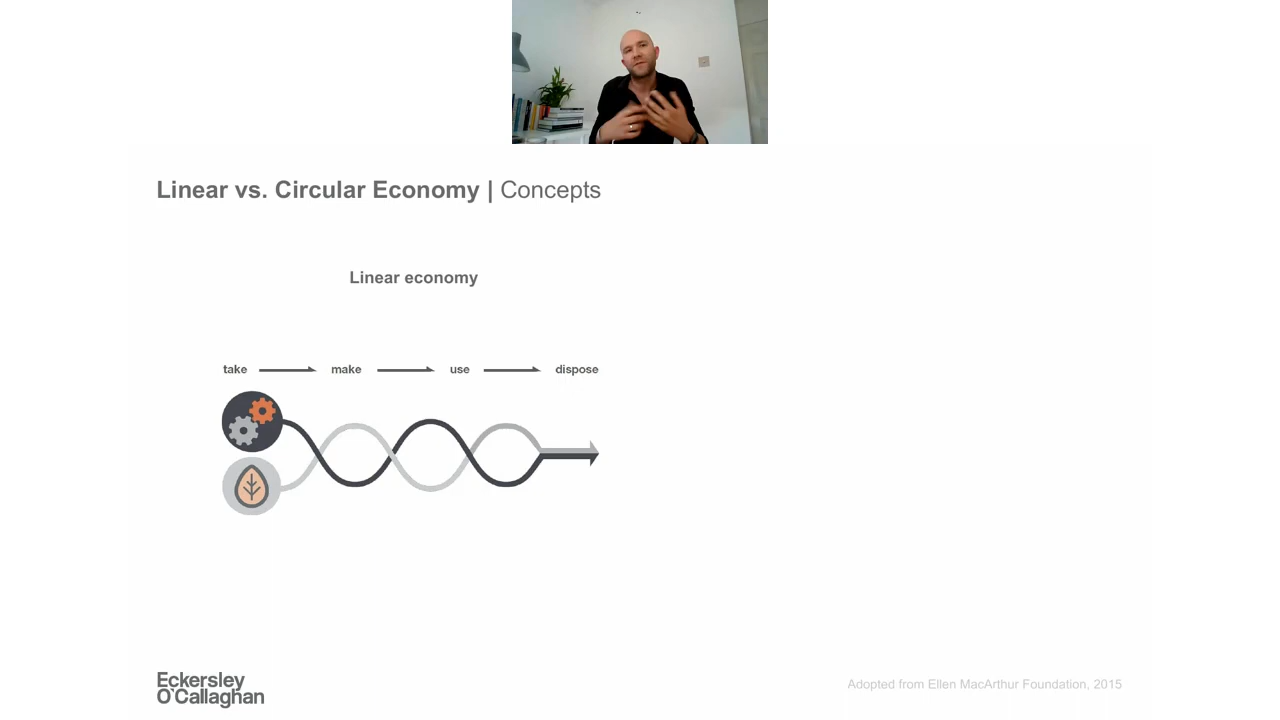 Linear vs. Circular Economy | Concepts
Linear economy
take make use dispose
Eckersley
O'Callaghan
Adopted from Ellen MacArthur Foundation, 2015